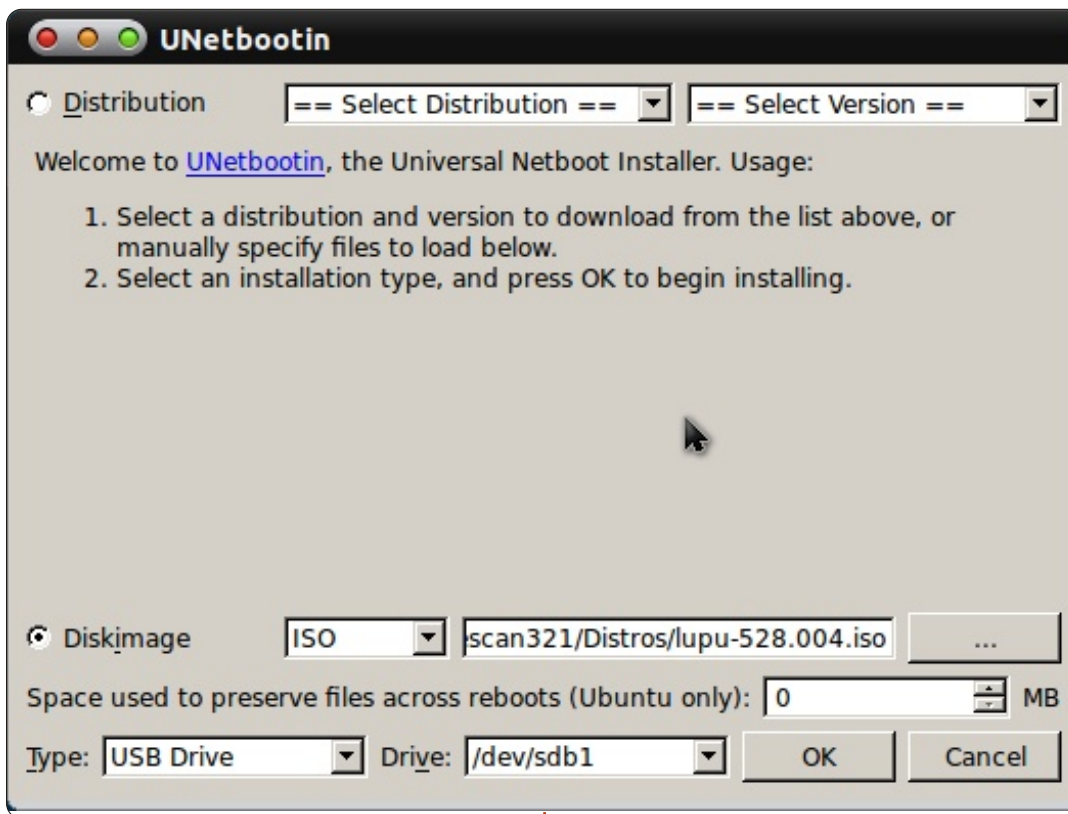 UNetbootin
Distribution == Select Distribution == == Select Version ==
Welcome to UNetbootin, the Universal Netboot Installer. Usage:
1. Select a distribution and version to download from the list above, or
manually specify files to load below.
2. Select an installation type, and press OK to begin installing.
Diskimage ISO escan321/Distros/lupu-528.004.iso ...
Space used to preserve files across reboots (Ubuntu only): 0 MB
Type: USB Drive Drive: /dev/sdb1 OK Cancel